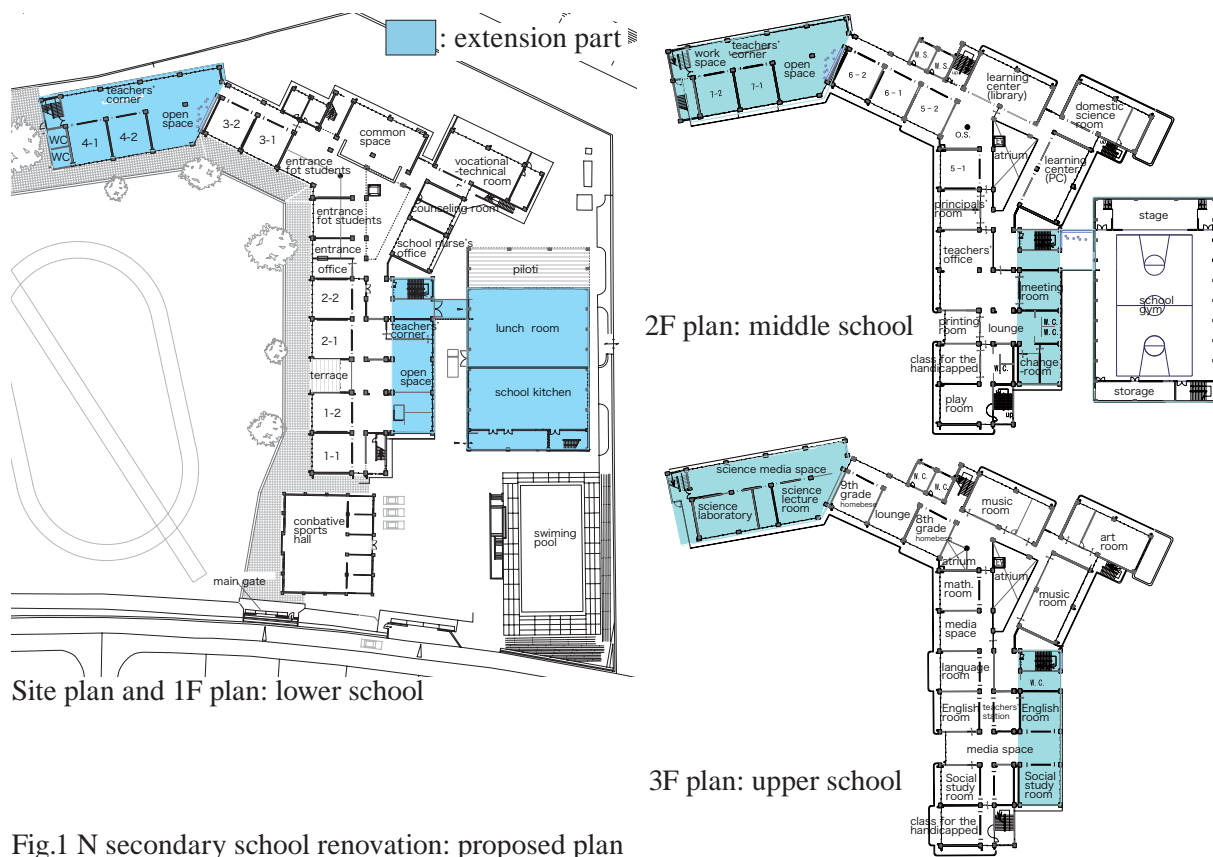 : extension part
teachers'
corner
open
space
WC
WC
4-1
4-2
3-2
3-1
entrance
fot students
common
space
vocational-
technical
room
counseling room
entrance
fot students
school nurse's
office
entrance
office
piloti
2-2
teachers'
corner
lunch room
2-1
terrace
open
space
school kitchen
1-2
1-1
conbative
sports
hall
swiming
pool
main gate
Site plan and 1F plan: lower school
work
space
teachers'
corner
open
space
7-2
7-1
6-2
6-1
5-2
W.S.
W.S.
up
learning
center
(library)
domestic
science
room
O.S.
atrium
5-1
learning
center
(PC)
principals'
room
stage
teachers'
office
meeting
room
school
gym
2F plan: middle school
printing
room
lounge
W.C.
W.C.
class for the
handicapped
W.C.
change
room
play
room
up
storage
science media space
science
laboratory
science
lecture
room
9th
grade
homebese
lounge
8th
grade
homebese
W.C.
W.C.
music
room
art
room
atrium
atrium
math.
room
music
room
media
space
language
room
W.C.
English
room
teachers'
station
English
room
media space
3F plan: upper school
Social
study
room
Social
study
room
class for the
handicapped
Fig.1 N secondary school renovation: proposed plan